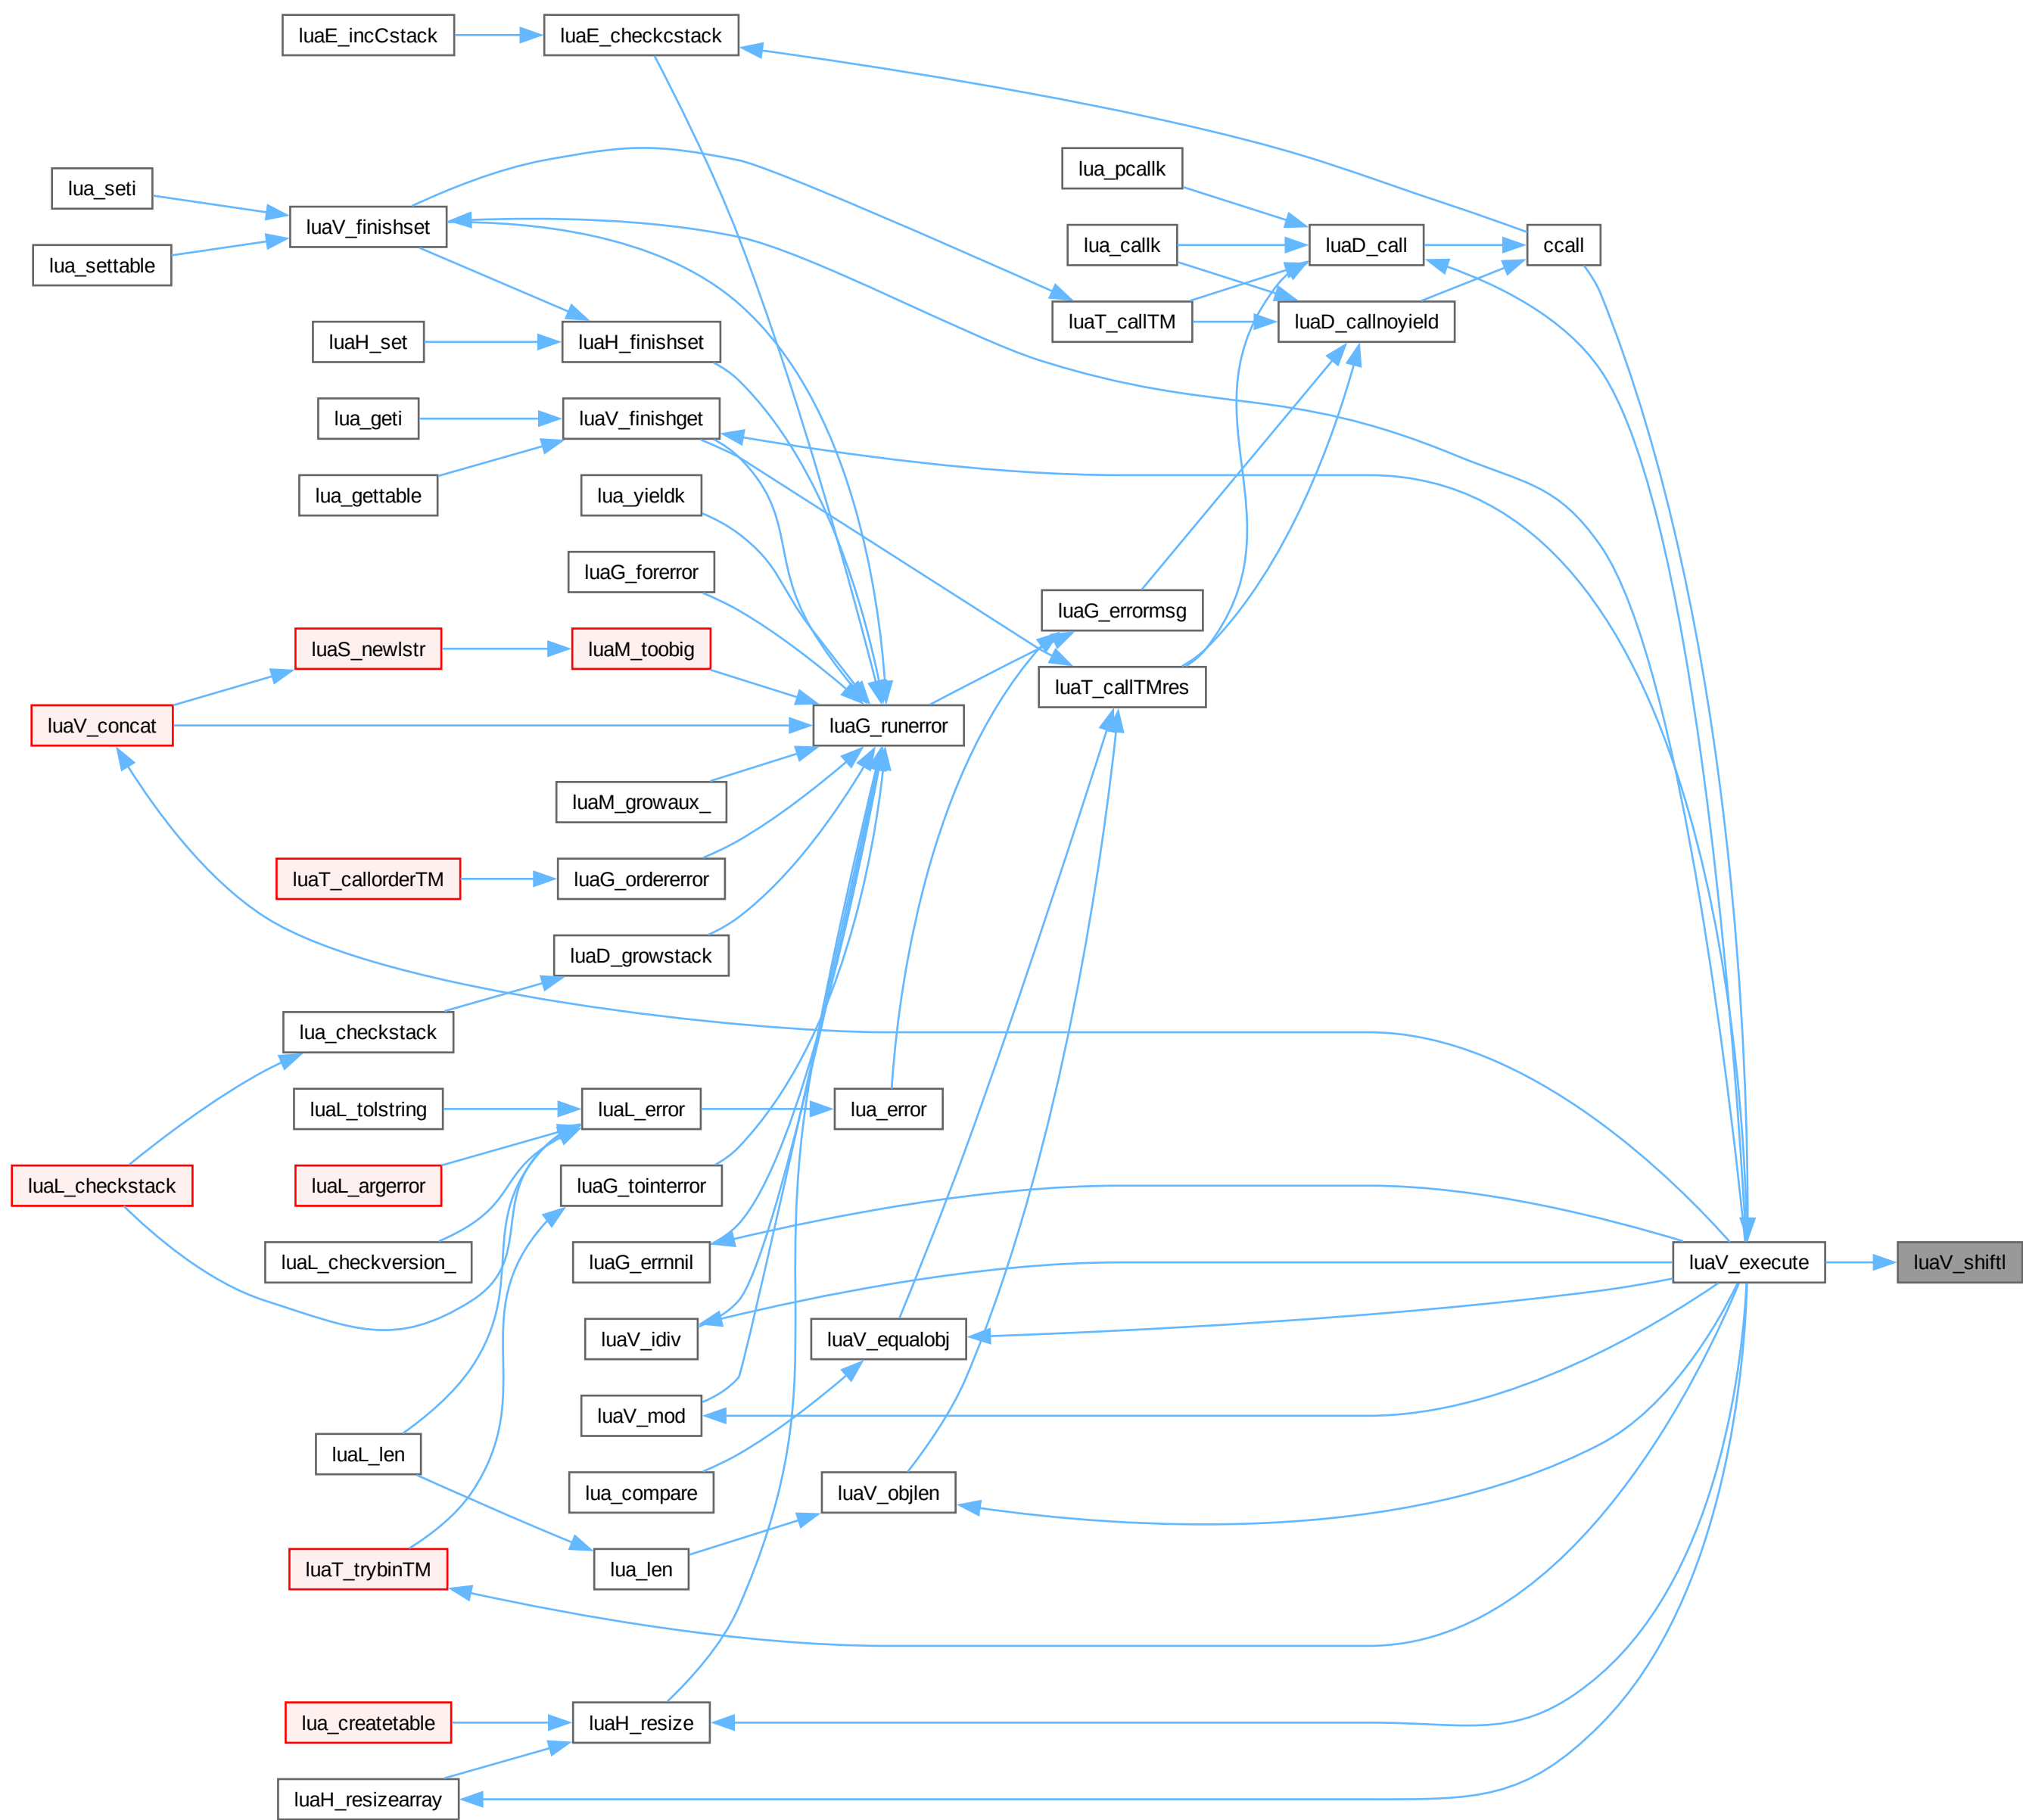 luaE_incCstack
luaE_checkcstack
lua_pcallk
lua_seti
luaV_finishset
lua_callk
luaD_call
ccall
lua_settable
luaT_callTM
luaD_callnoyield
luaH_set
luaH_finishset
lua_geti
luaV_finishget
lua_gettable
lua_yieldk
luaG_forerror
luaG_errormsg
luaS_newlstr
luaM_toobig
luaT_callTMres
luaV_concat
luaG_runerror
luaM_growaux_
luaT_callorderTM
luaG_ordererror
luaD_growstack
lua_checkstack
luaL_tolstring
luaL_error
lua_error
luaL_checkstack
luaL_argerror
luaG_tointerror
luaL_checkversion_
luaG_errnnil
luaV_execute
luaV_shiftl
luaV_idiv
luaV_equalobj
luaV_mod
luaL_len
lua_compare
luaV_objlen
luaT_trybinTM
lua_len
lua_createtable
luaH_resize
luaH_resizearray